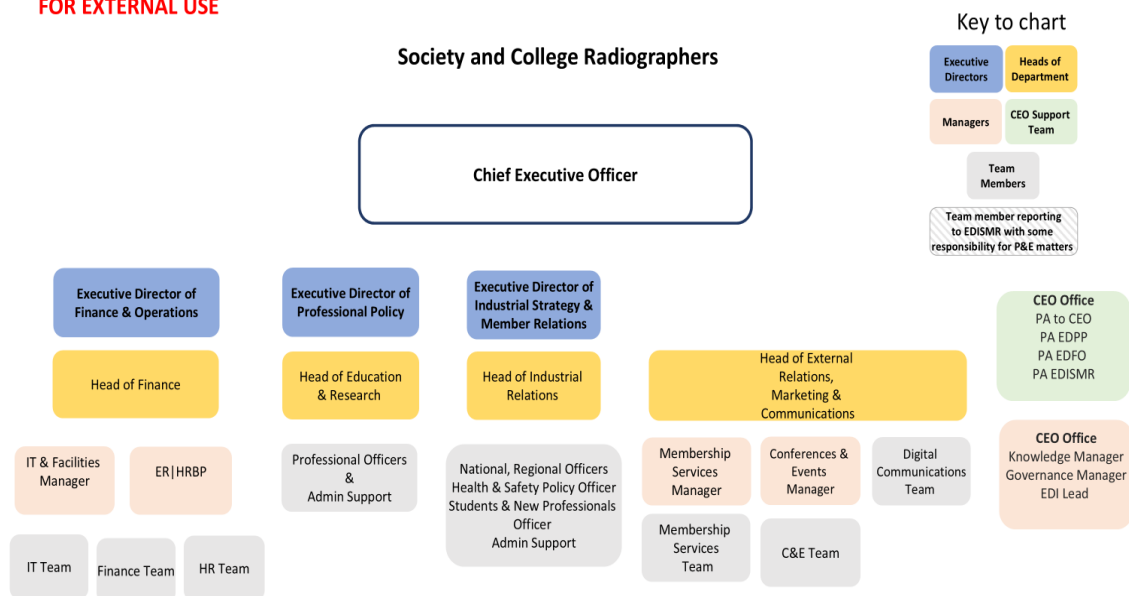 FOR EXTERNAL USE
Key to chart
Society and College Radiographers
Executive
Directors
Heads of
Department
Managers
CEO Support
Team
Team
Members
Team member reporting
to EDISMR with some
responsibility for P&E matters
Chief Executive Officer
Executive Director of
Finance & Operations
Executive Director of
Professional Policy
Executive Director of
Industrial Strategy &
Member Relations
CEO Office
PA to CEO
PA EDPP
PA EDFO
PA EDISMR
Head of Finance
Head of Education
& Research
Head of Industrial
Relations
Head of External
Relations,
Marketing &
Communications
IT & Facilities
Manager
ER|HRBP
Professional Officers
&
Admin Support
National, Regional Officers
Health & Safety Policy Officer
Students & New Professionals
Officer
Admin Support
Membership
Services
Manager
Conferences &
Events
Manager
Digital
Communications
Team
CEO Office
Knowledge Manager
Governance Manager
EDI Lead
IT Team
Finance Team
HR Team
Membership
Services
Team
C&E Team